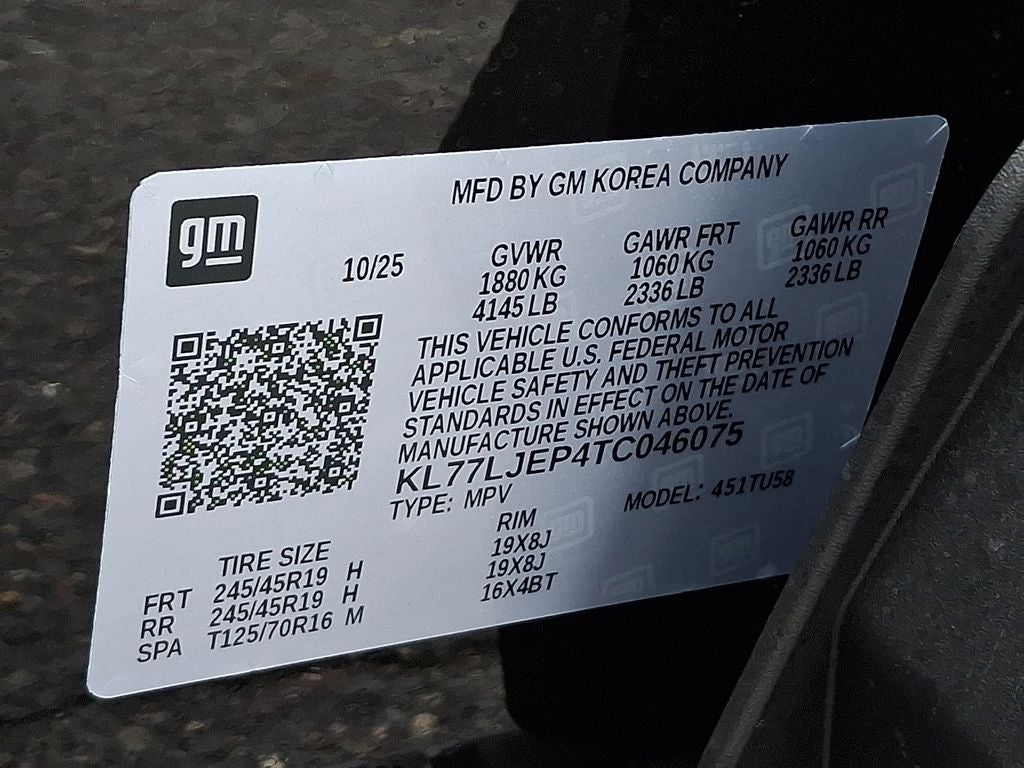 MFD BY GM KOREA COMPANY
gm
10/25
GVWR GAWR FRT GAWR RR
1880 KG 1060 KG 1060 KG
4145 LB 2336 LB 2336 LB
THIS VEHICLE CONFORMS TO ALL
APPLICABLE U.S. FEDERAL MOTOR
VEHICLE SAFETY AND THEFT PREVENTION
STANDARDS IN EFFECT ON THE DATE OF
MANUFACTURE SHOWN ABOVE.
KL77LJEP4TC046075
TYPE: MPV MODEL: 451TU58
TIRE SIZE RIM
FRT 245/45R19 H 19X8J
RR 245/45R19 H 19X8J
SPA T125/70R16 M 16X4BT